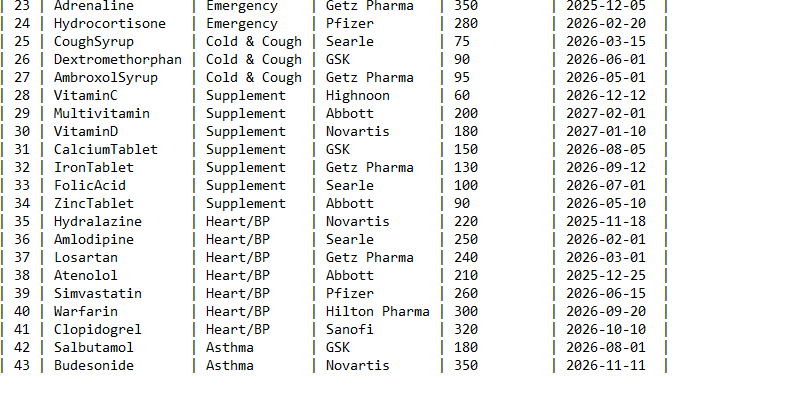 | 23 | Adrenaline | Emergency | Getz Pharma | 350 | 2025-12-05 |
| 24 | Hydrocortisone | Emergency | Pfizer | 280 | 2026-02-20 |
| 25 | CoughSyrup | Cold & Cough | Searle | 75 | 2026-03-15 |
| 26 | Dextromethorphan | Cold & Cough | GSK | 90 | 2026-06-01 |
| 27 | AmbroxolSyrup | Cold & Cough | Getz Pharma | 95 | 2026-05-01 |
| 28 | VitaminC | Supplement | Highnoon | 60 | 2026-12-12 |
| 29 | Multivitamin | Supplement | Abbott | 200 | 2027-02-01 |
| 30 | VitaminD | Supplement | Novartis | 180 | 2027-01-10 |
| 31 | CalciumTablet | Supplement | GSK | 150 | 2026-08-05 |
| 32 | IronTablet | Supplement | Getz Pharma | 130 | 2026-09-12 |
| 33 | FolicAcid | Supplement | Searle | 100 | 2026-07-01 |
| 34 | ZincTablet | Supplement | Abbott | 90 | 2026-05-10 |
| 35 | Hydralazine | Heart/BP | Novartis | 220 | 2025-11-18 |
| 36 | Amlodipine | Heart/BP | Searle | 250 | 2026-02-01 |
| 37 | Losartan | Heart/BP | Getz Pharma | 240 | 2026-03-01 |
| 38 | Atenolol | Heart/BP | Abbott | 210 | 2025-12-25 |
| 39 | Simvastatin | Heart/BP | Pfizer | 260 | 2026-06-15 |
| 40 | Warfarin | Heart/BP | Hilton Pharma | 300 | 2026-09-20 |
| 41 | Clopidogrel | Heart/BP | Sanofi | 320 | 2026-10-10 |
| 42 | Salbutamol | Asthma | GSK | 180 | 2026-08-01 |
| 43 | Budesonide | Asthma | Novartis | 350 | 2026-11-11 |